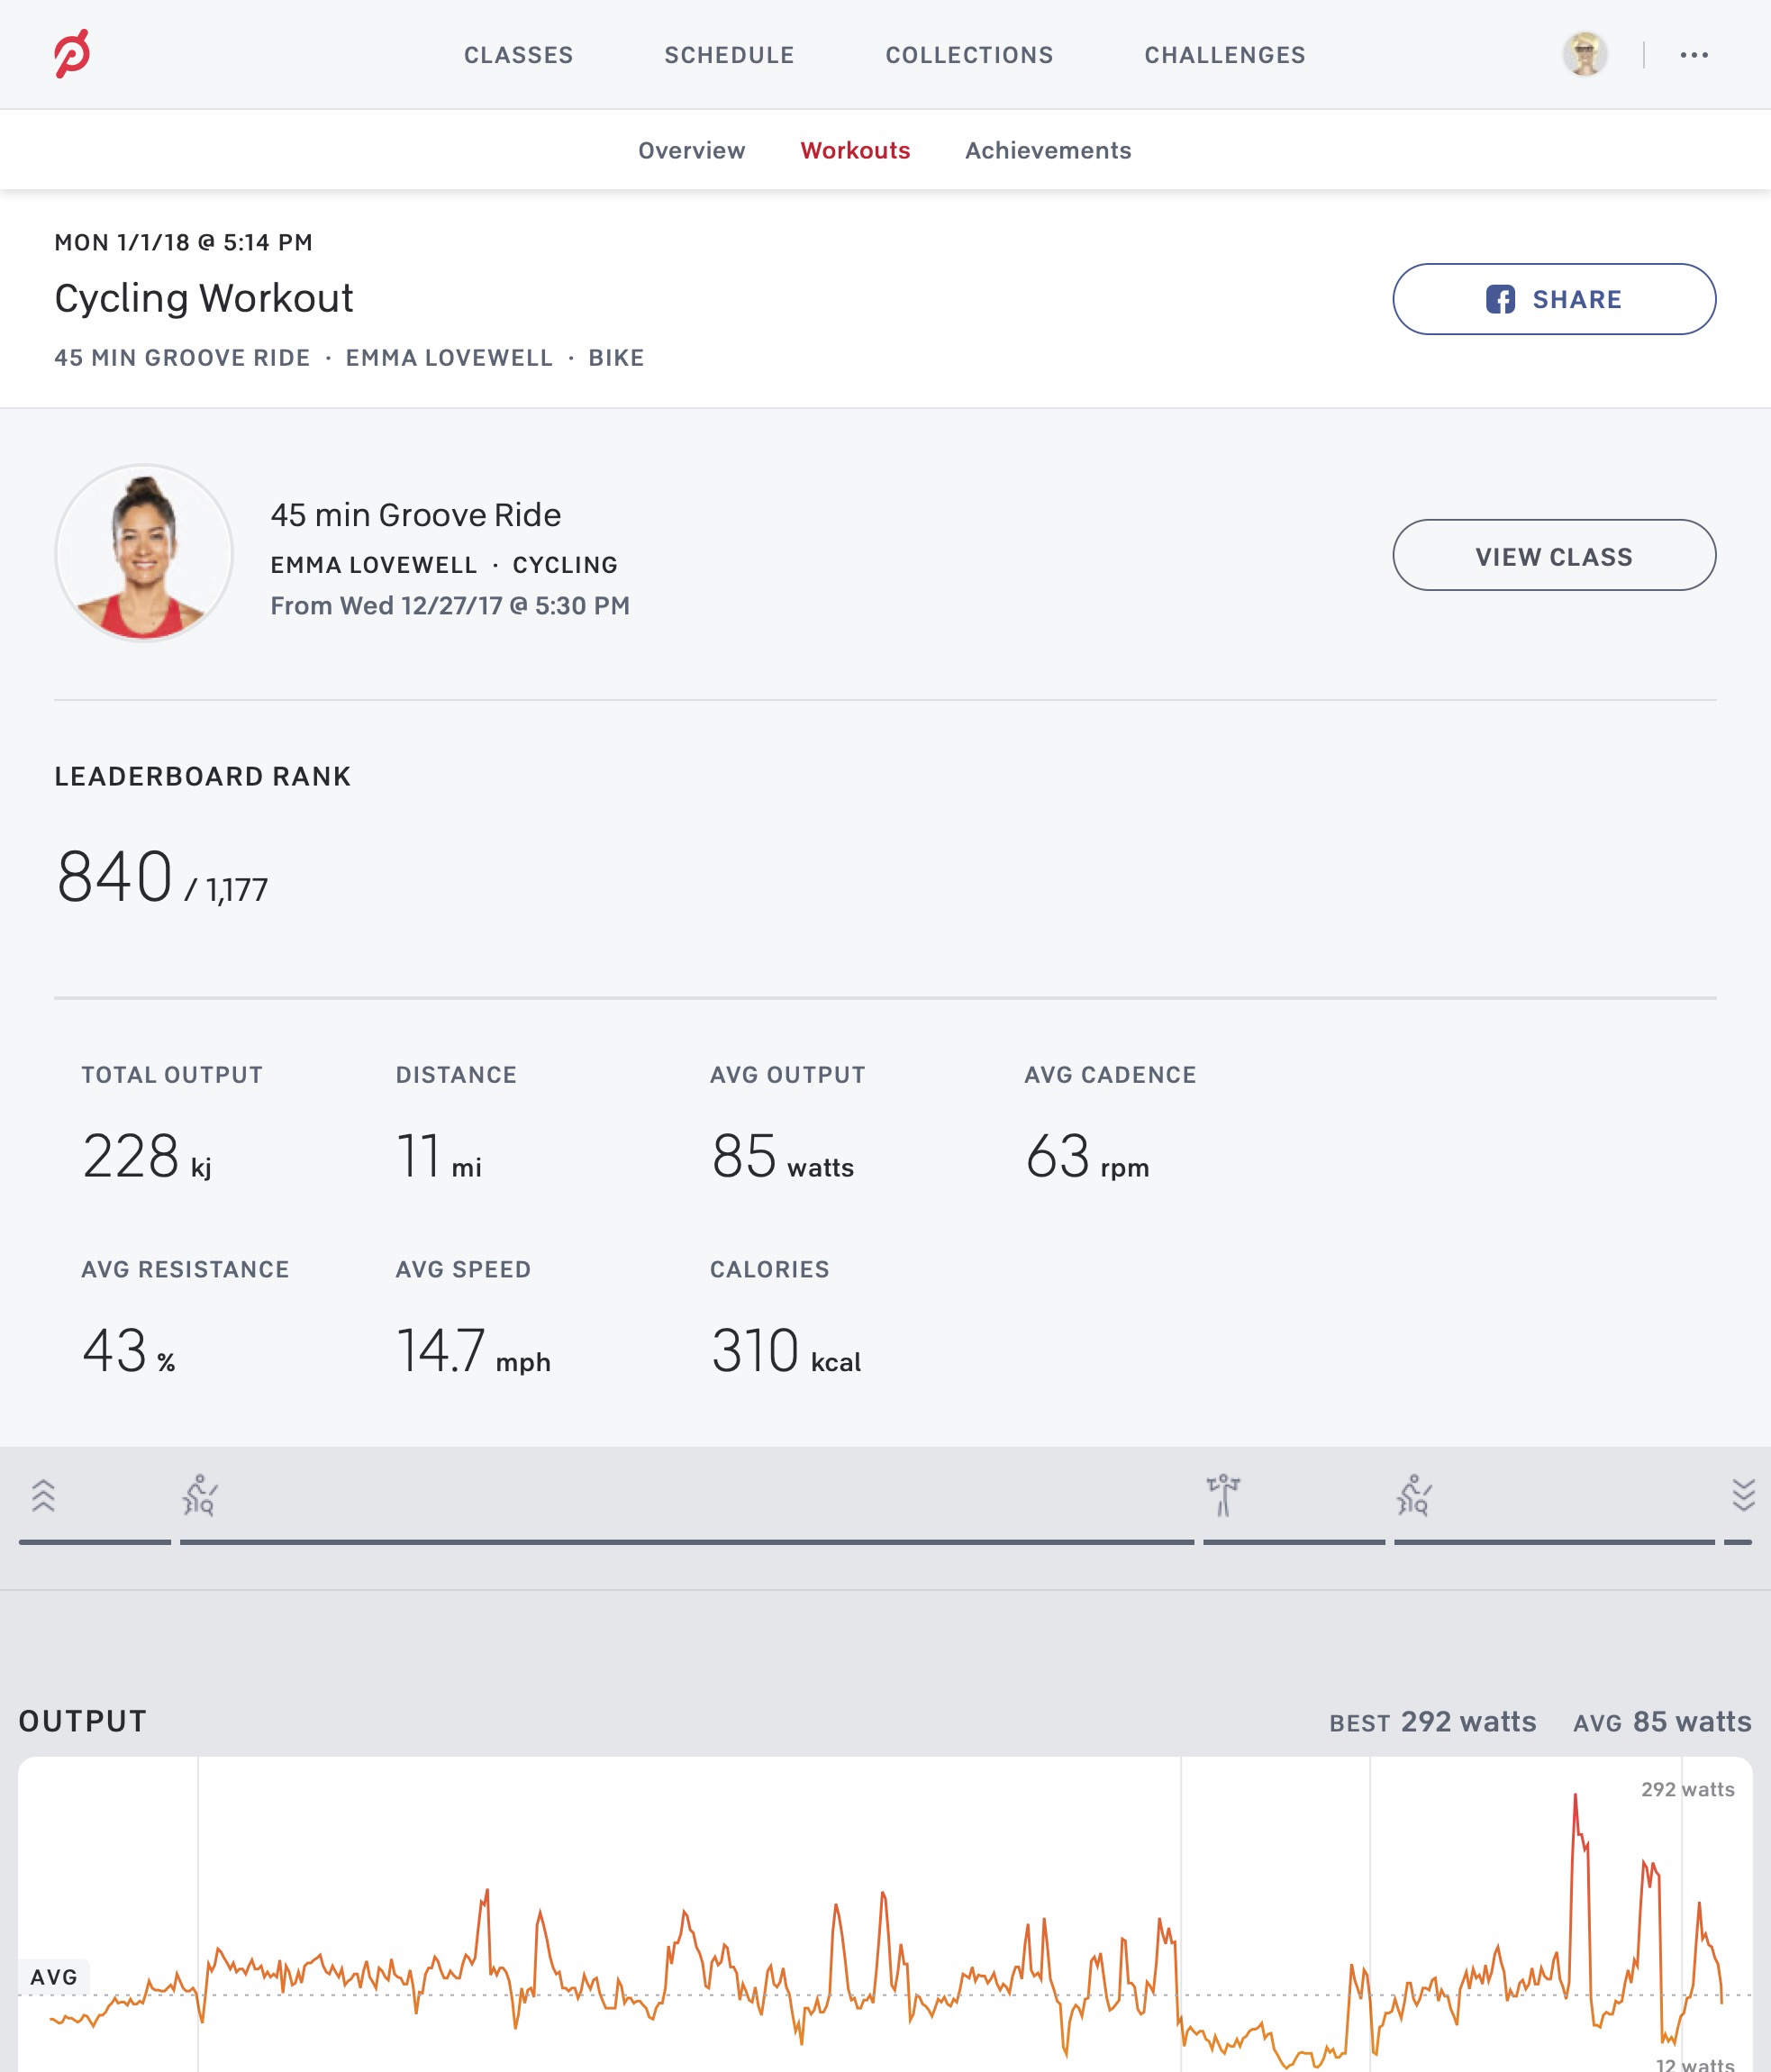 CLASSES SCHEDULE COLLECTIONS CHALLENGES
Overview Workouts Achievements
MON 1/1/18 @ 5:14 PM
Cycling Workout
SHARE
45 MIN GROOVE RIDE · EMMA LOVEWELL · BIKE
45 min Groove Ride
EMMA LOVEWELL · CYCLING
VIEW CLASS
From Wed 12/27/17 @ 5:30 PM
LEADERBOARD RANK
840 / 1,177
TOTAL OUTPUT DISTANCE AVG OUTPUT AVG CADENCE
228 kj 11 mi 85 watts 63 rpm
AVG RESISTANCE AVG SPEED CALORIES
43 % 14.7 mph 310 kcal
OUTPUT BEST 292 watts AVG 85 watts
292 watts
AVG
12 watts